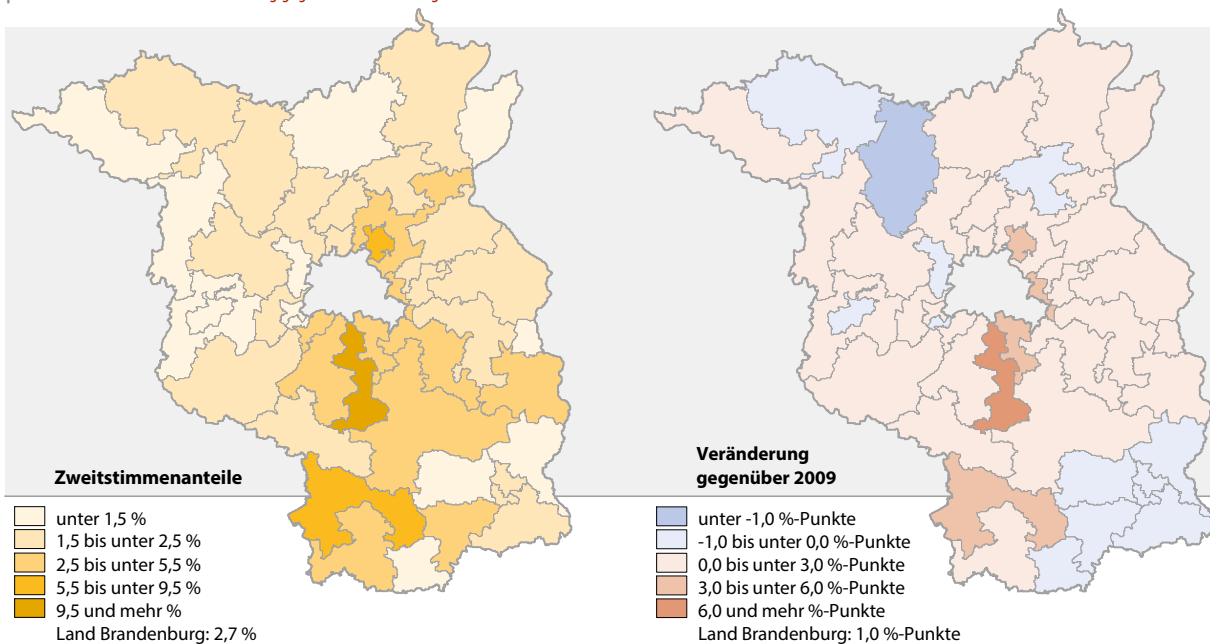 Zweitstimmenanteile
unter 1,5 %
1,5 bis unter 2,5 %
2,5 bis unter 5,5 %
5,5 bis unter 9,5 %
9,5 und mehr %
Land Brandenburg: 2,7 %
Veränderung
gegenüber 2009
unter -1,0 %-Punkte
-1,0 bis unter 0,0 %-Punkte
0,0 bis unter 3,0 %-Punkte
3,0 bis unter 6,0 %-Punkte
6,0 und mehr %-Punkte
Land Brandenburg: 1,0 %-Punkte